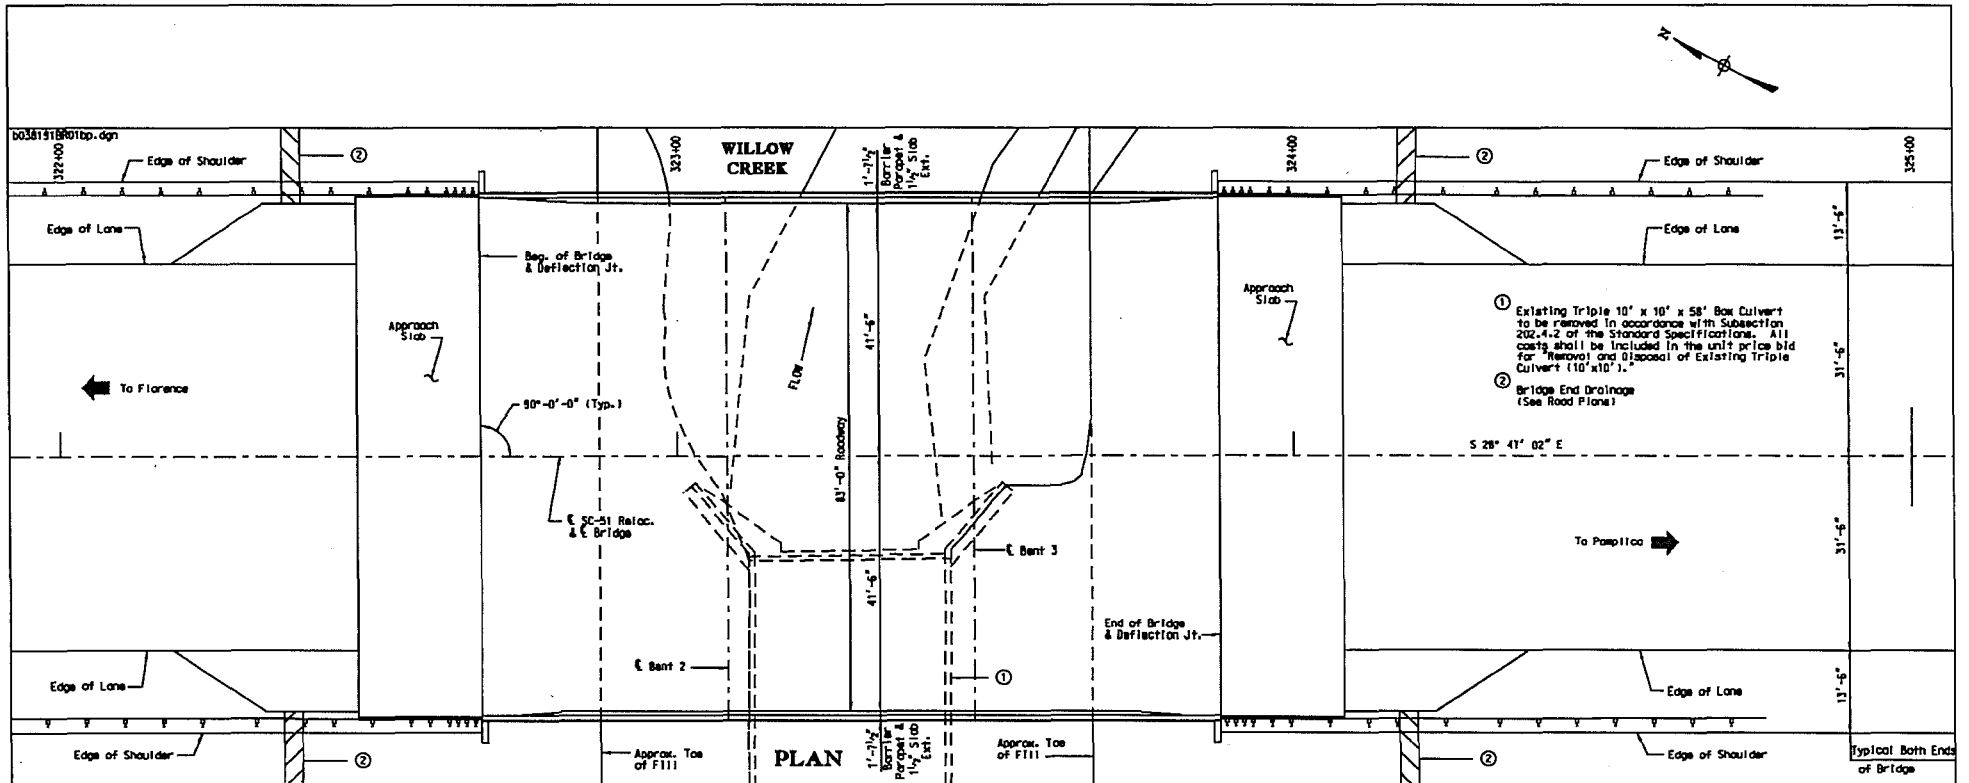 N
b038191BR01bp.dgn
322+00
Edge of Shoulder
②
323+00
WILLOW
CREEK
1'-7½"
Barrier
Parapet &
1½" Slab
Ext.
324+00
②
Edge of Shoulder
325+00
Edge of Lane
Beg. of Bridge
& Deflection Jt.
Edge of Lane
13'-6"
Approach
Slab
Approach
Slab
① Existing Triple 10' x 10' x 58' Box Culvert
to be removed in accordance with Subsection
202.4.2 of the Standard Specifications. All
costs shall be included in the unit price bid
for "Removal and Disposal of Existing Triple
Culvert (10'x10')."
② Bridge End Drainage
(See Road Plans)
41'-6"
31'-6"
FLOW
To Florence
90°-0'-0" (Typ.)
83'-0" Roadway
S 28° 41' 02" E
℄ SC-51 Reloc.
& ℄ Bridge
℄ Bent 3
To Pamplico
31'-6"
41'-6"
End of Bridge
& Deflection Jt.
℄ Bent 2
①
Edge of Lane
Edge of Lane
13'-6"
Edge of Shoulder
②
Approx. Toe
of Fill
PLAN
1'-7½"
Barrier
Parapet &
1½" Slab
Ext.
Approx. Toe
of Fill
②
Edge of Shoulder
Typical Both Ends
of Bridge